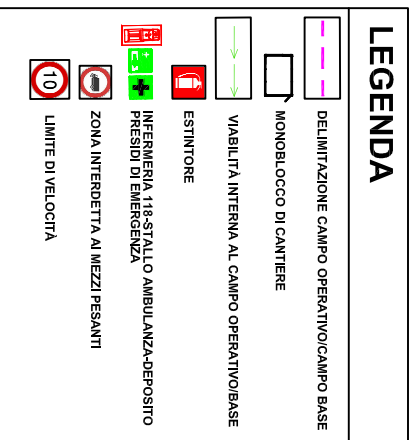 LEGENDA
DELIMITAZIONE CAMPO OPERATIVO/CAMPO BASE
MONOBLOCCO DI CANTIERE
VIABILITÀ INTERNA AL CAMPO OPERATIVO/BASE
ESTINTORE
INFERMERIA 118-STALLO AMBULANZA-DEPOSITO
PRESIDI DI EMERGENZA
ZONA INTERDETTA AI MEZZI PESANTI
10
LIMITE DI VELOCITÀ